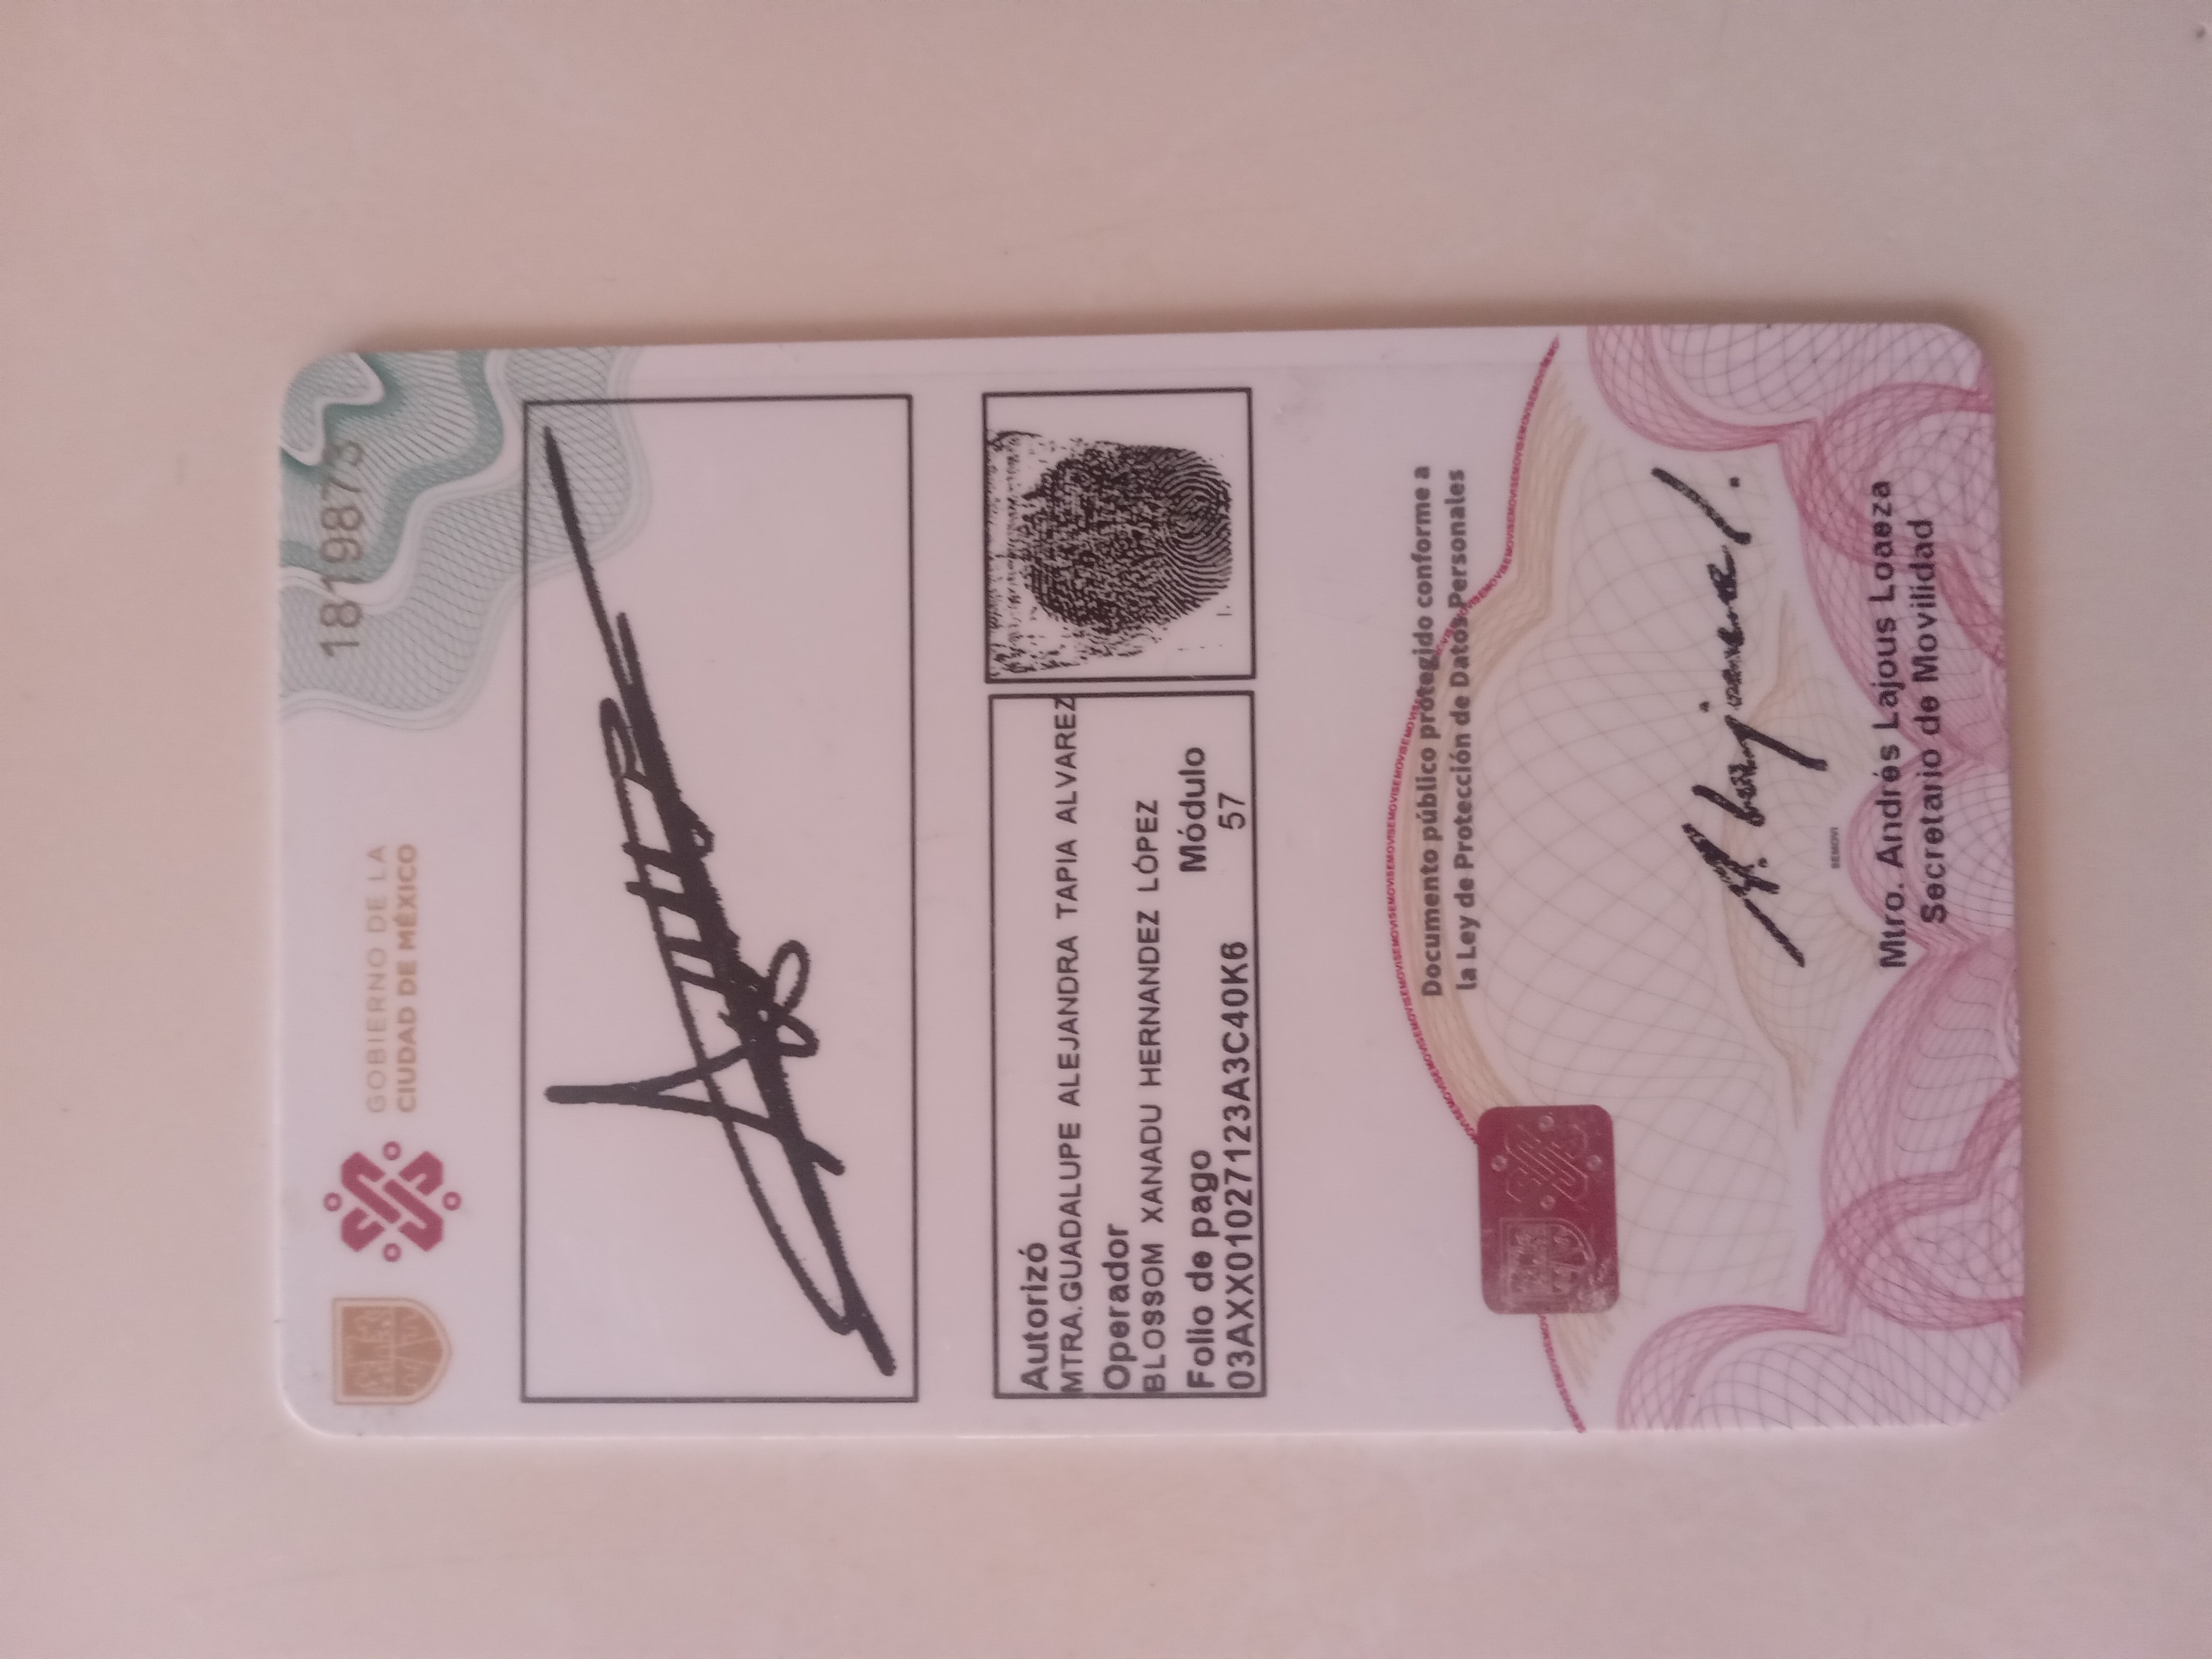 GOBIERNO DE LA
CIUDAD DE MÉXICO
1819873
Autorizó
MTRA.GUADALUPE ALEJANDRA TAPIA ALVAREZ
Operador
BLOSSOM XANADU HERNANDEZ LÓPEZ
Folio de pago Módulo
03AXX01027123A3C40K6 57
Documento público protegido conforme a
la Ley de Protección de Datos Personales
SEMOVI
Mtro. Andrés Lajous Loaeza
Secretario de Movilidad